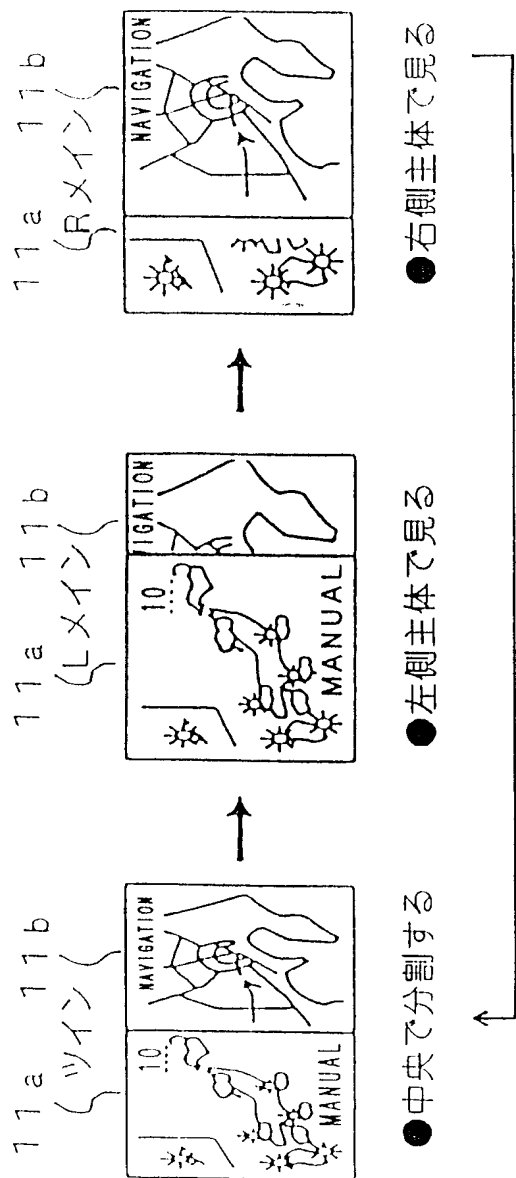 11a ツイン 11b
10
MANUAL
NAVIGATION
●中央で分割する
11a Lメイン 11b
10
MANUAL
VIGATION
●左側主体で見る
11a Rメイン 11b
NAVIGATION
●右側主体で見る